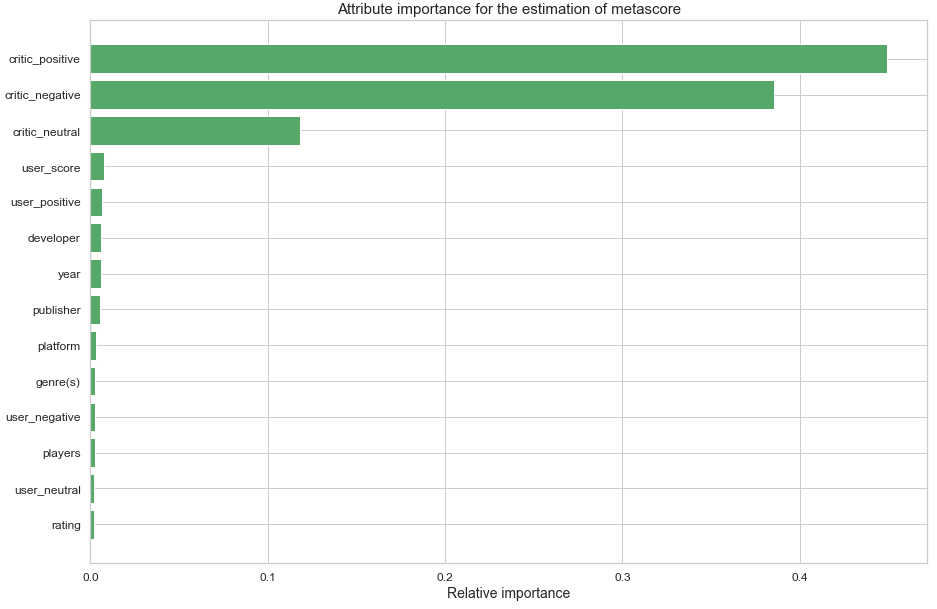 Attribute importance for the estimation of metascore
critic_positive
critic_negative
critic_neutral
user_score
user_positive
developer
year
publisher
platform
genre(s)
user_negative
players
user_neutral
rating
0.0 0.1 0.2 0.3 0.4
Relative importance